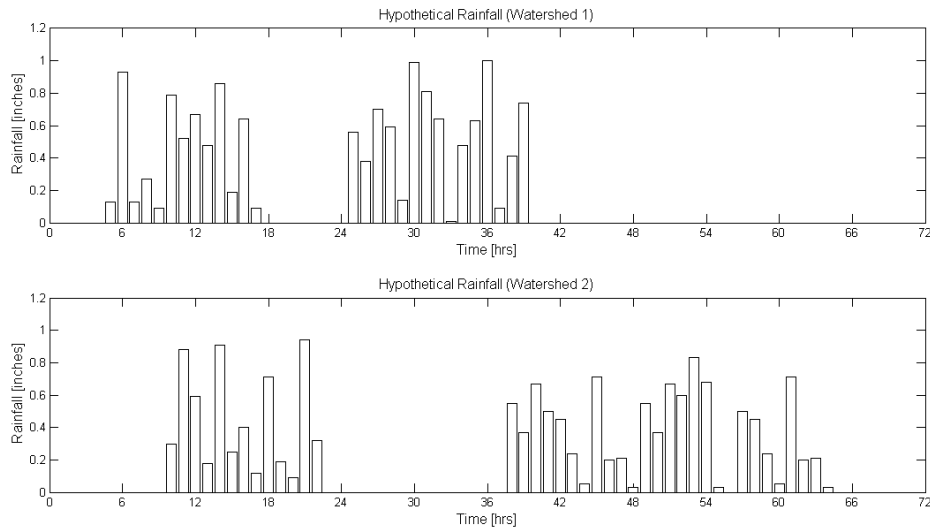 Hypothetical Rainfall (Watershed 1)
1.2
1
0.8
0.6
0.4
0.2
0
Rainfall [inches]
0 6 12 18 24 30 36 42 48 54 60 66 72
Time [hrs]
Hypothetical Rainfall (Watershed 2)
1.2
1
0.8
0.6
0.4
0.2
0
Rainfall [inches]
0 6 12 18 24 30 36 42 48 54 60 66 72
Time [hrs]